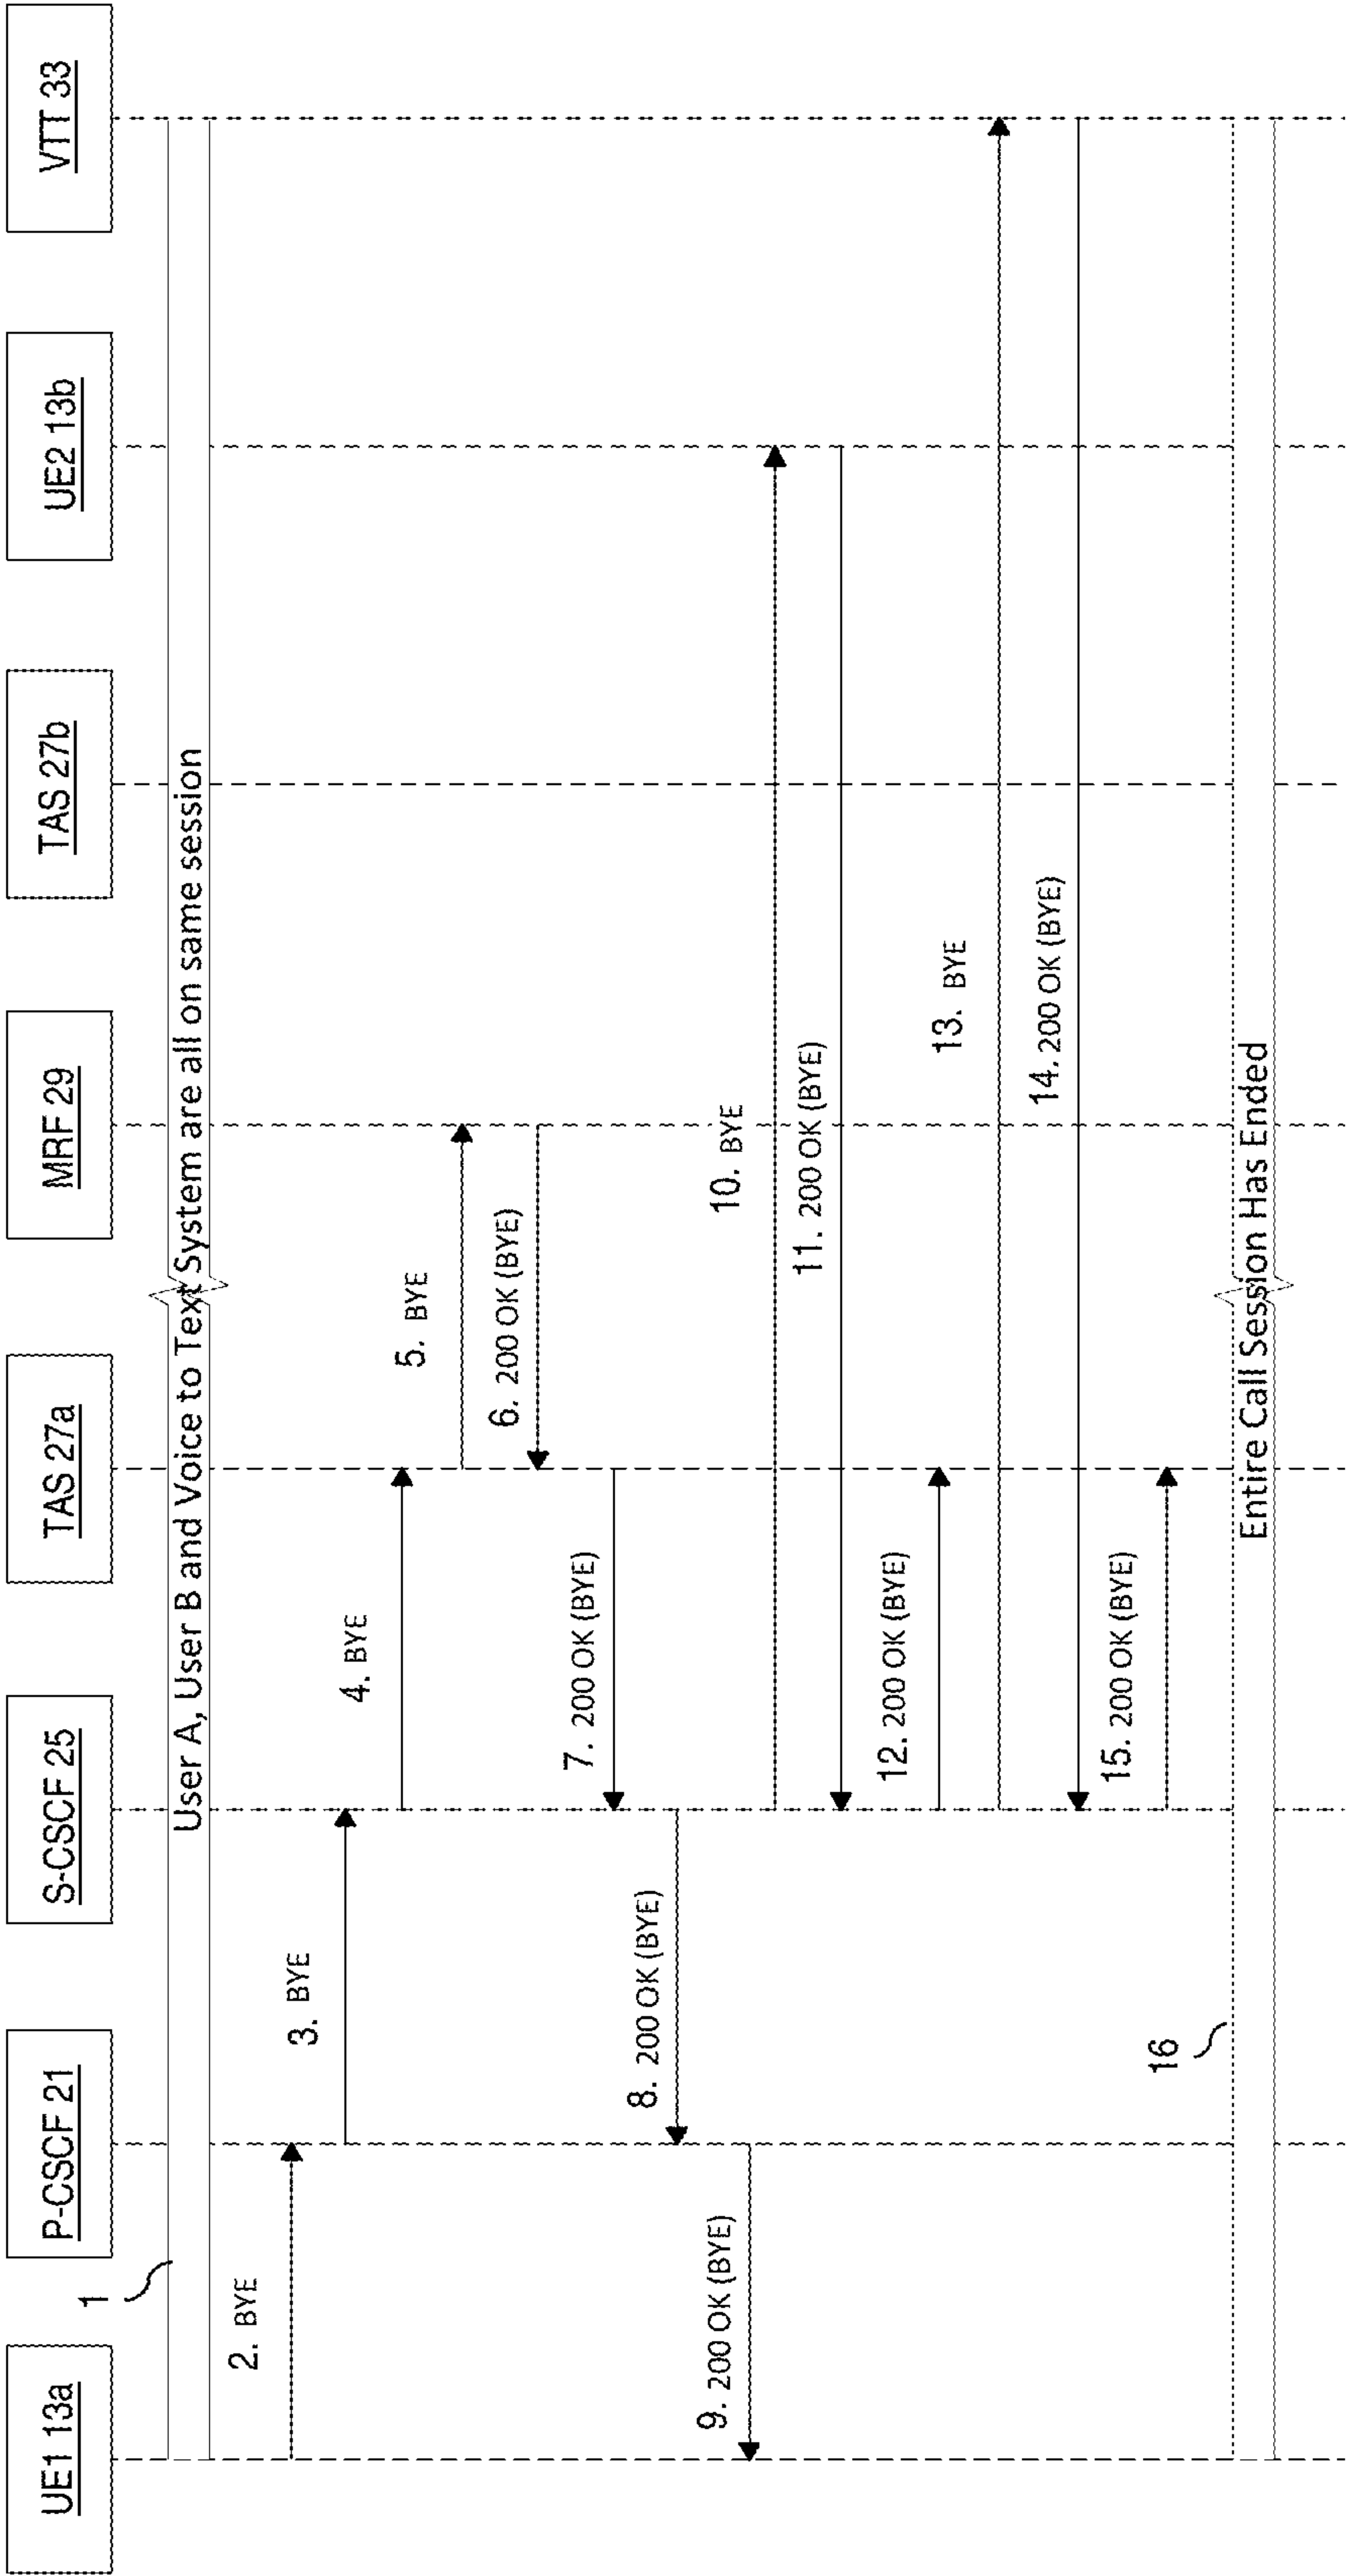 UE1 13a
P-CSCF 21
S-CSCF 25
TAS 27a
MRF 29
TAS 27b
UE2 13b
VTT 33
1
User A, User B and Voice to Text System are all on same session
2. BYE
3. BYE
4. BYE
5. BYE
6. 200 OK (BYE)
7. 200 OK (BYE)
8. 200 OK (BYE)
9. 200 OK (BYE)
10. BYE
11. 200 OK (BYE)
12. 200 OK (BYE)
13. BYE
14. 200 OK (BYE)
15. 200 OK (BYE)
16
Entire Call Session Has Ended